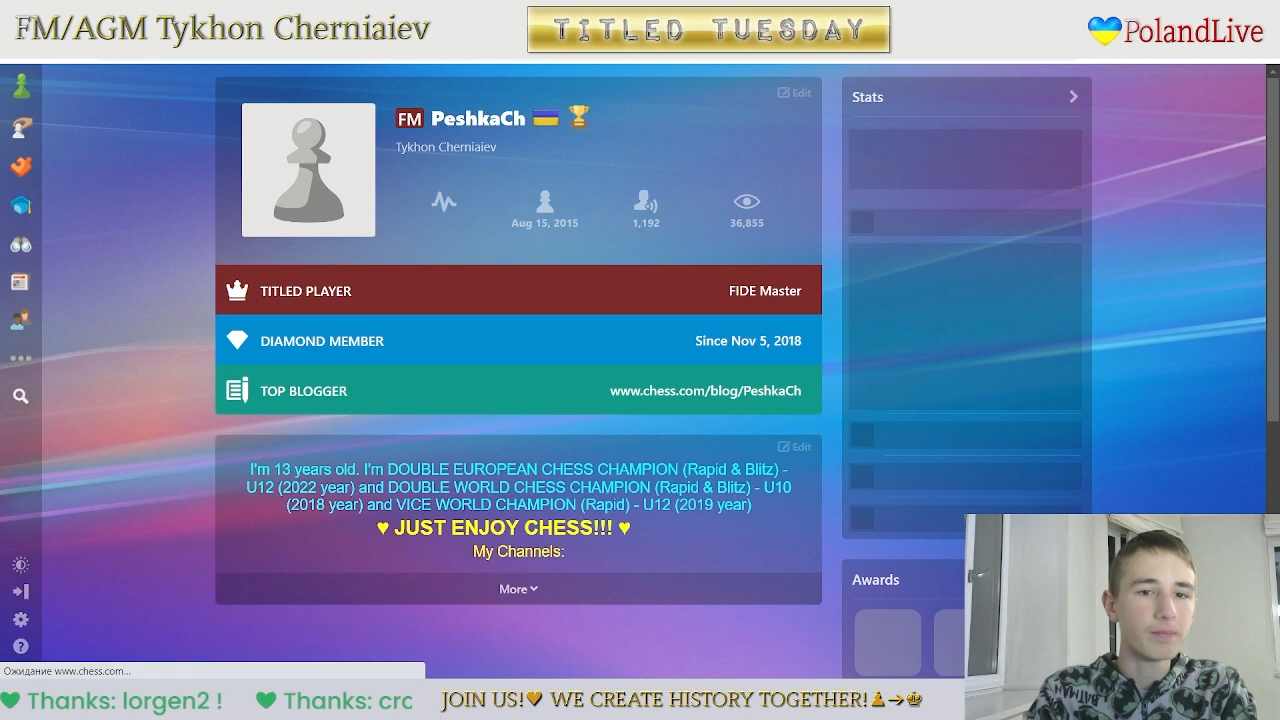 FM/AGM Tykhon Cherniaiev
TITLED TUESDAY
PolandLive
Edit
FM PeshkaCh
Tykhon Cherniaiev
Aug 15, 2015
1,192
36,855
TITLED PLAYER
FIDE Master
DIAMOND MEMBER
Since Nov 5, 2018
TOP BLOGGER
www.chess.com/blog/PeshkaCh
Edit
I'm 13 years old. I'm DOUBLE EUROPEAN CHESS CHAMPION (Rapid & Blitz) -
U12 (2022 year) and DOUBLE WORLD CHESS CHAMPION (Rapid & Blitz) - U10
(2018 year) and VICE WORLD CHAMPION (Rapid) - U12 (2019 year)
♥ JUST ENJOY CHESS!!! ♥
My Channels:
More
Stats
Awards
BATMAN
Ожидание www.chess.com...
Thanks: lorgen2 !
Thanks: crc
JOIN US!♥ WE CREATE HISTORY TOGETHER!♟→♚